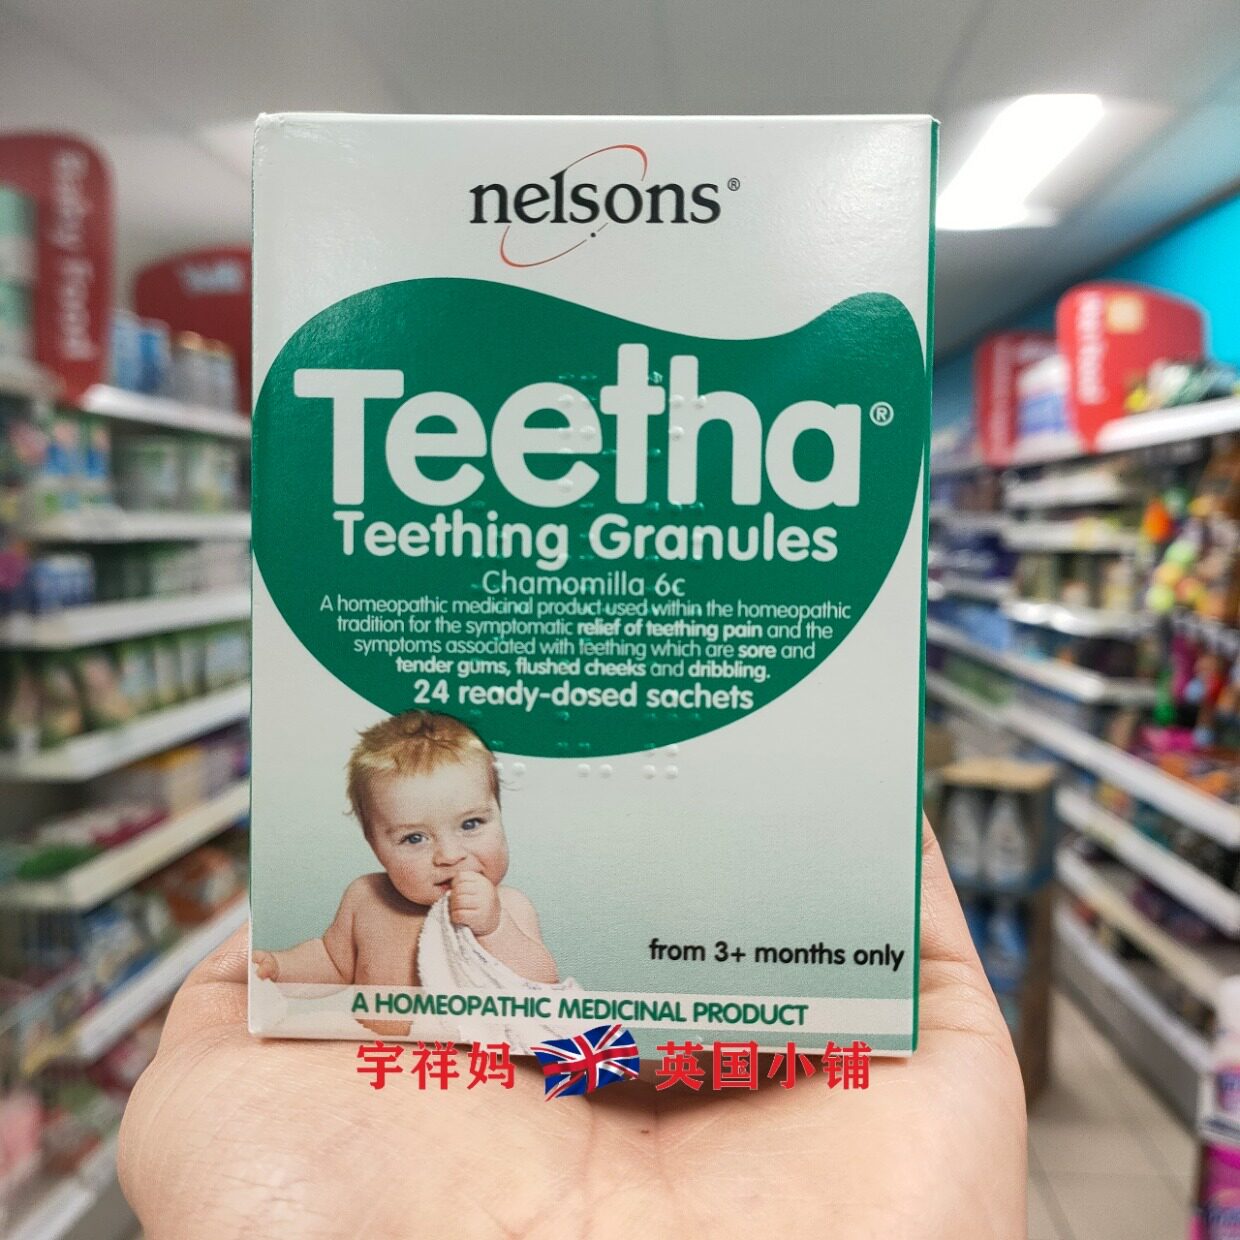 nelsons®
Teetha®
Teething Granules
Chamomilla 6c
A homeopathic medicinal product used within the homeopathic
tradition for the symptomatic relief of teething pain and the
symptoms associated with teething which are sore and
tender gums, flushed cheeks and dribbling.
24 ready-dosed sachets
from 3+ months only
A HOMEOPATHIC MEDICINAL PRODUCT
宇祥妈 英国小铺
Baby food